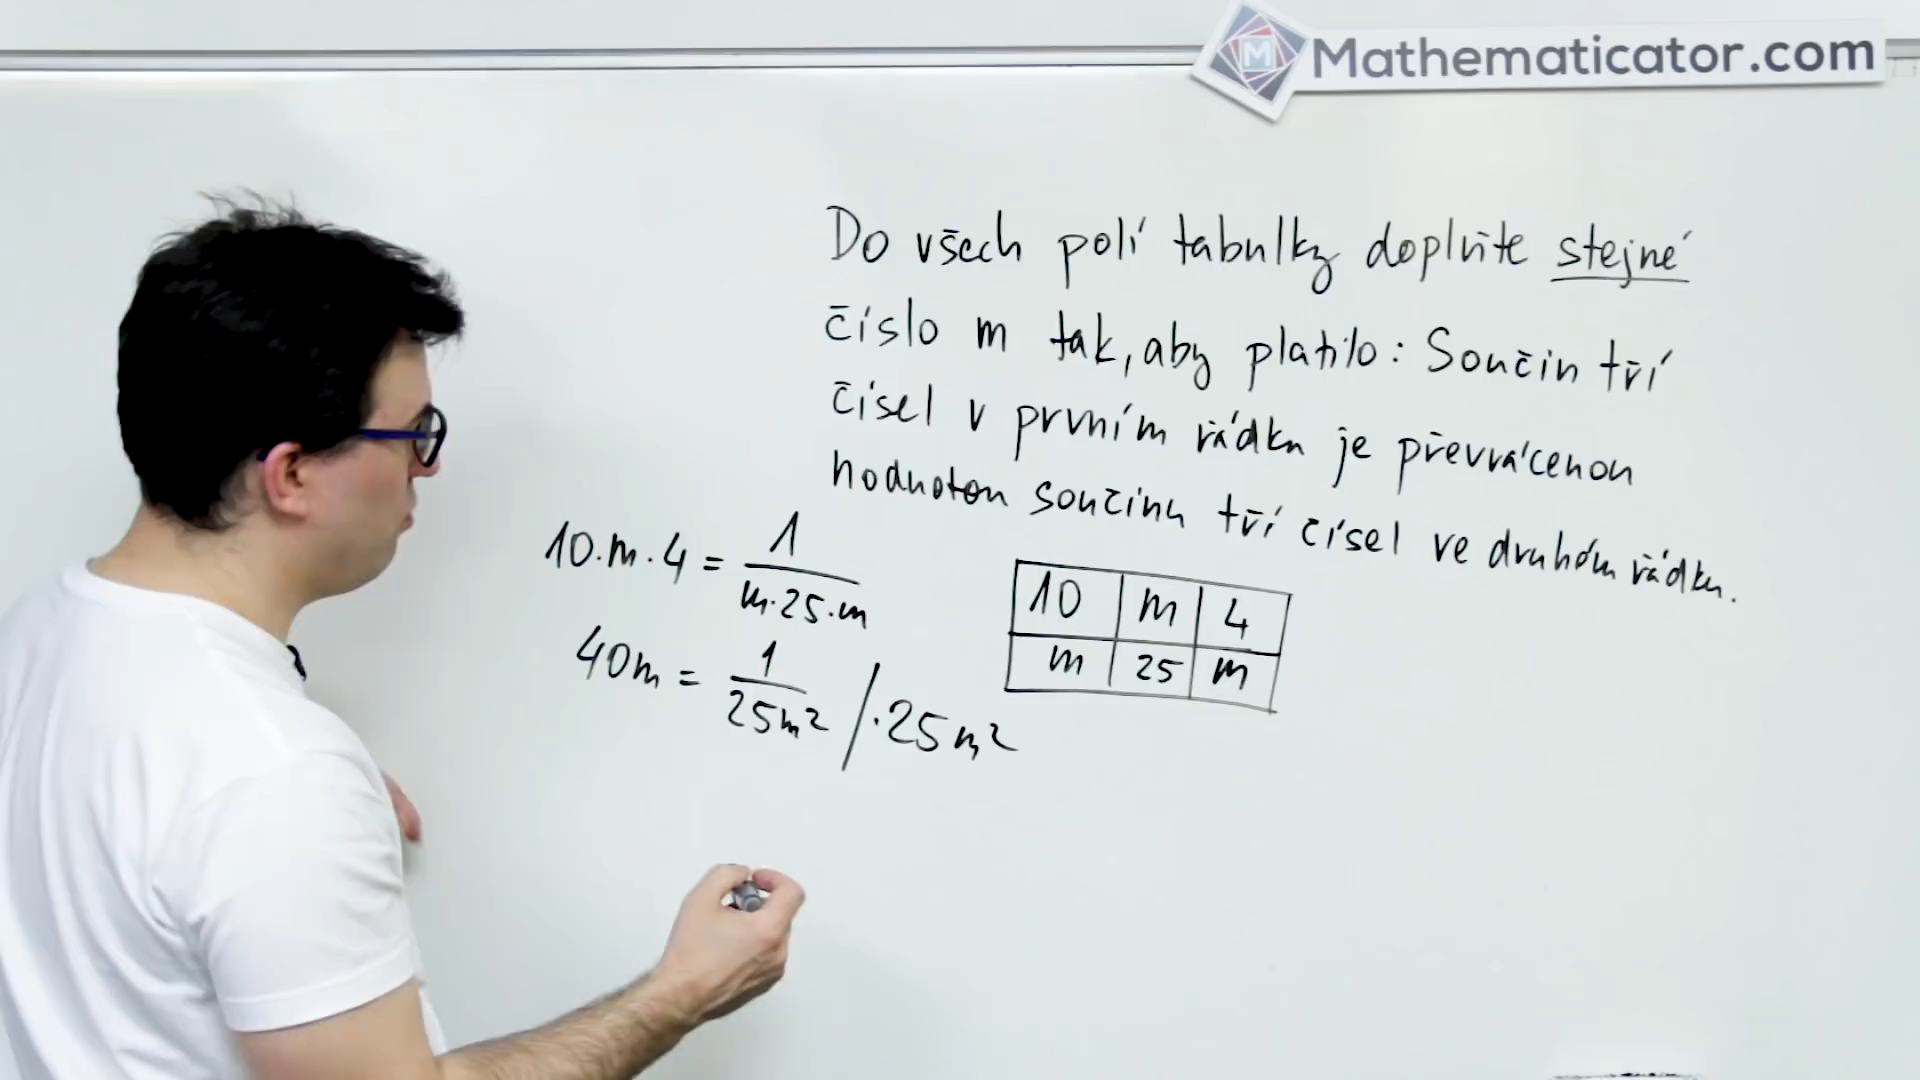 Mathematicator.com
Do všech polí tabulky doplňte stejné
číslo m tak, aby platilo: Součin tří
čísel v prvním řádku je převrácenou
hodnotou součinu tří čísel ve druhém řádku.
10·m·4 = 1/(m·25·m)
40m = 1/(25m²) /·25m²
10 m 4
m 25 m